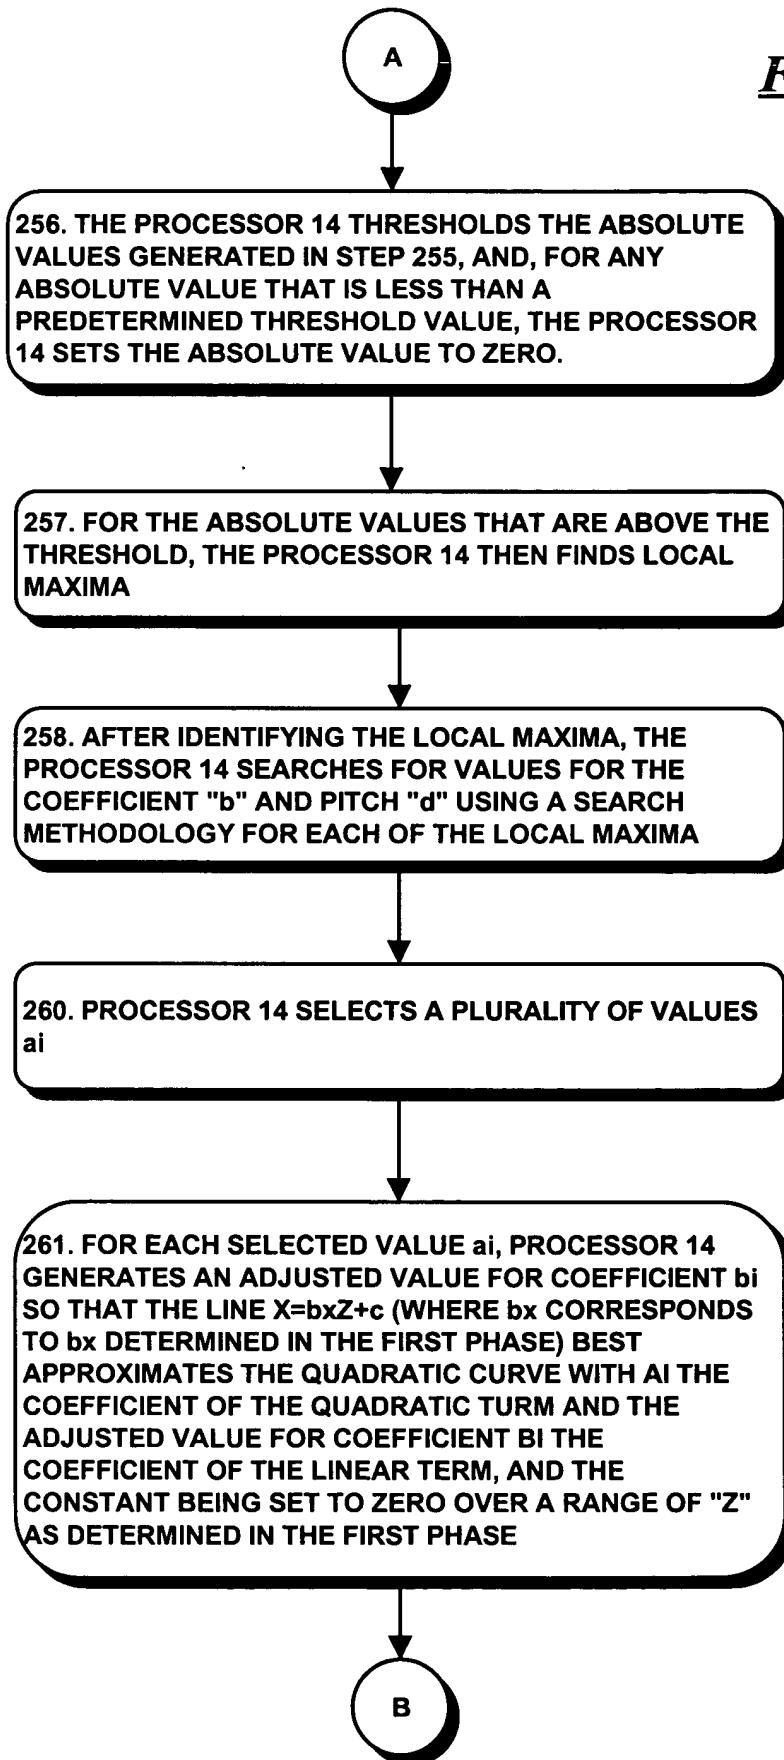 A
F
256. THE PROCESSOR 14 THRESHOLDS THE ABSOLUTE
VALUES GENERATED IN STEP 255, AND, FOR ANY
ABSOLUTE VALUE THAT IS LESS THAN A
PREDETERMINED THRESHOLD VALUE, THE PROCESSOR
14 SETS THE ABSOLUTE VALUE TO ZERO.
257. FOR THE ABSOLUTE VALUES THAT ARE ABOVE THE
THRESHOLD, THE PROCESSOR 14 THEN FINDS LOCAL
MAXIMA
258. AFTER IDENTIFYING THE LOCAL MAXIMA, THE
PROCESSOR 14 SEARCHES FOR VALUES FOR THE
COEFFICIENT "b" AND PITCH "d" USING A SEARCH
METHODOLOGY FOR EACH OF THE LOCAL MAXIMA
260. PROCESSOR 14 SELECTS A PLURALITY OF VALUES
ai
261. FOR EACH SELECTED VALUE ai, PROCESSOR 14
GENERATES AN ADJUSTED VALUE FOR COEFFICIENT bi
SO THAT THE LINE X=bxZ+c (WHERE bx CORRESPONDS
TO bx DETERMINED IN THE FIRST PHASE) BEST
APPROXIMATES THE QUADRATIC CURVE WITH AI THE
COEFFICIENT OF THE QUADRATIC TURM AND THE
ADJUSTED VALUE FOR COEFFICIENT BI THE
COEFFICIENT OF THE LINEAR TERM, AND THE
CONSTANT BEING SET TO ZERO OVER A RANGE OF "Z"
AS DETERMINED IN THE FIRST PHASE
B